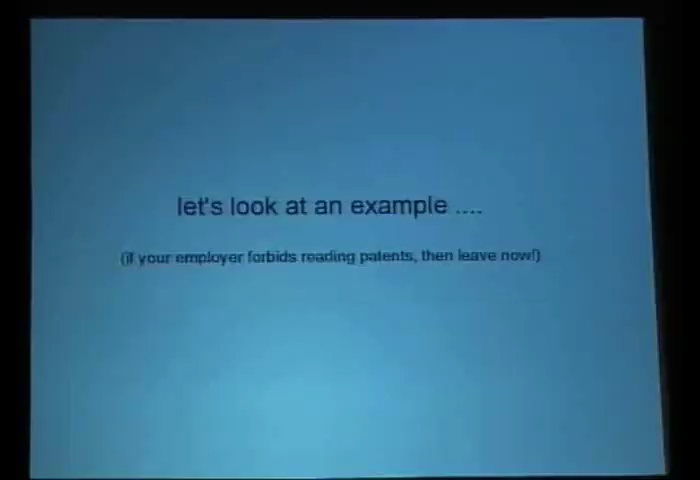 let's look at an example ....
(if your employer forbids reading patents, then leave now!)